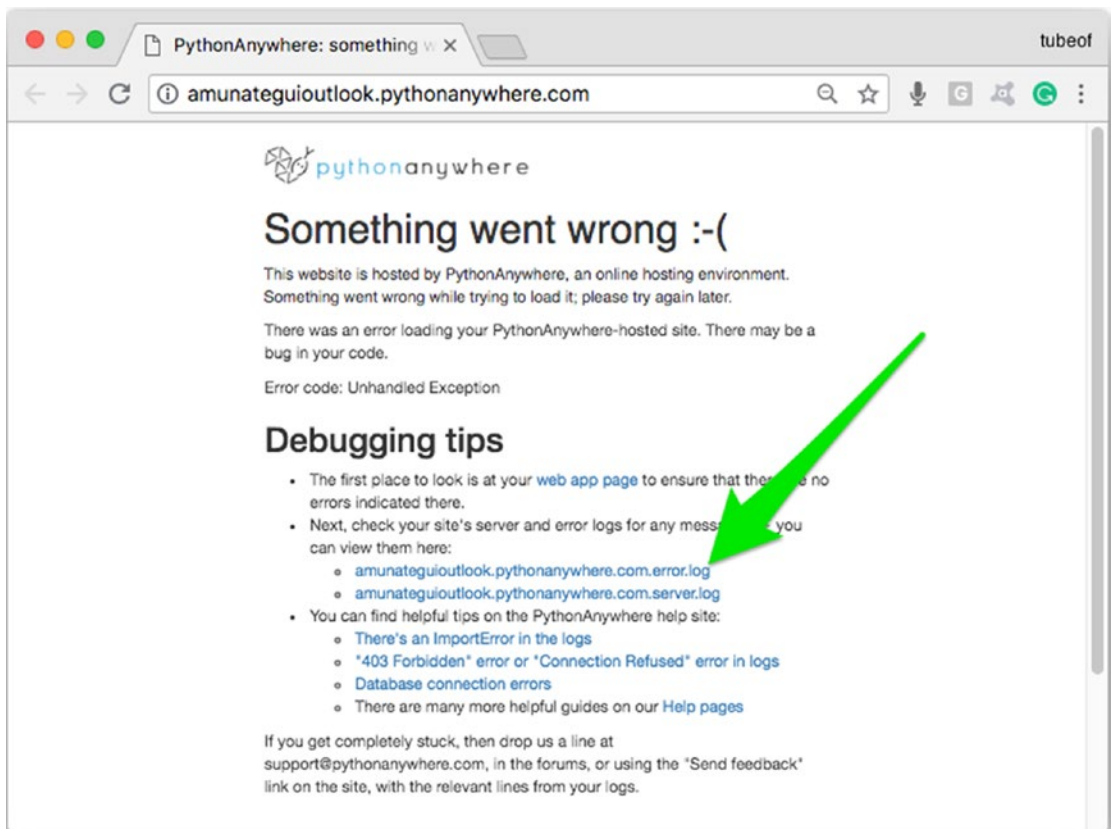 PythonAnywhere: something w
tubeof
amunateguioutlook.pythonanywhere.com
G
G
pythonanywhere
Something went wrong :-(
This website is hosted by PythonAnywhere, an online hosting environment.
Something went wrong while trying to load it; please try again later.
There was an error loading your PythonAnywhere-hosted site. There may be a
bug in your code.
Error code: Unhandled Exception
Debugging tips
The first place to look is at your web app page to ensure that no
errors indicated there.
Next, check your site's server and error logs for any you
can view them here:
amunateguioutlook.pythonanywhere.com.error.log
amunateguioutlook.pythonanywhere.com.server.log
You can find helpful tips on the PythonAnywhere help site:
There's an ImportError in the logs
"403 Forbidden" error or "Connection Refused" error in logs
Database connection errors
There are many more helpful guides on our Help pages
If you get completely stuck, then drop us a line at
support@pythonanywhere.com, in the forums, or using the "Send feedback"
link on the site, with the relevant lines from your logs.